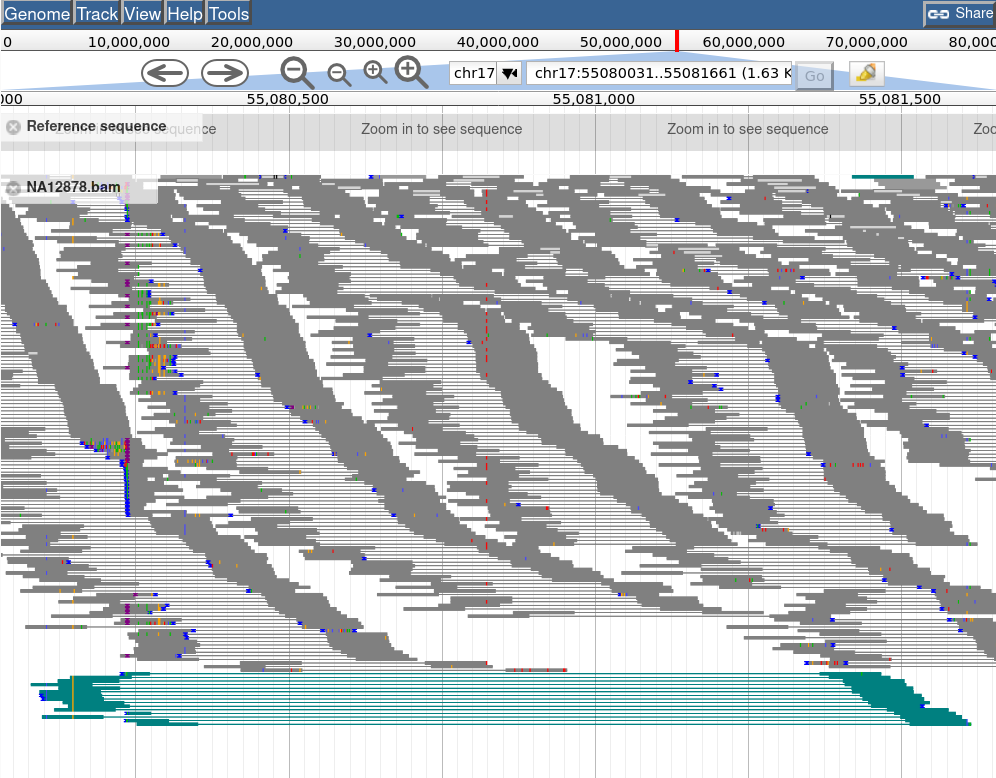 Genome Track View Help Tools Share
0 10,000,000 20,000,000 30,000,000 40,000,000 50,000,000 60,000,000 70,000,000 80,000
chr17 chr17:55080031..55081661 (1.63 K Go
000 55,080,500 55,081,000 55,081,500
Reference sequence Zoom in to see sequence Zoom in to see sequence Zoom in to see sequence Zoo
NA12878.bam